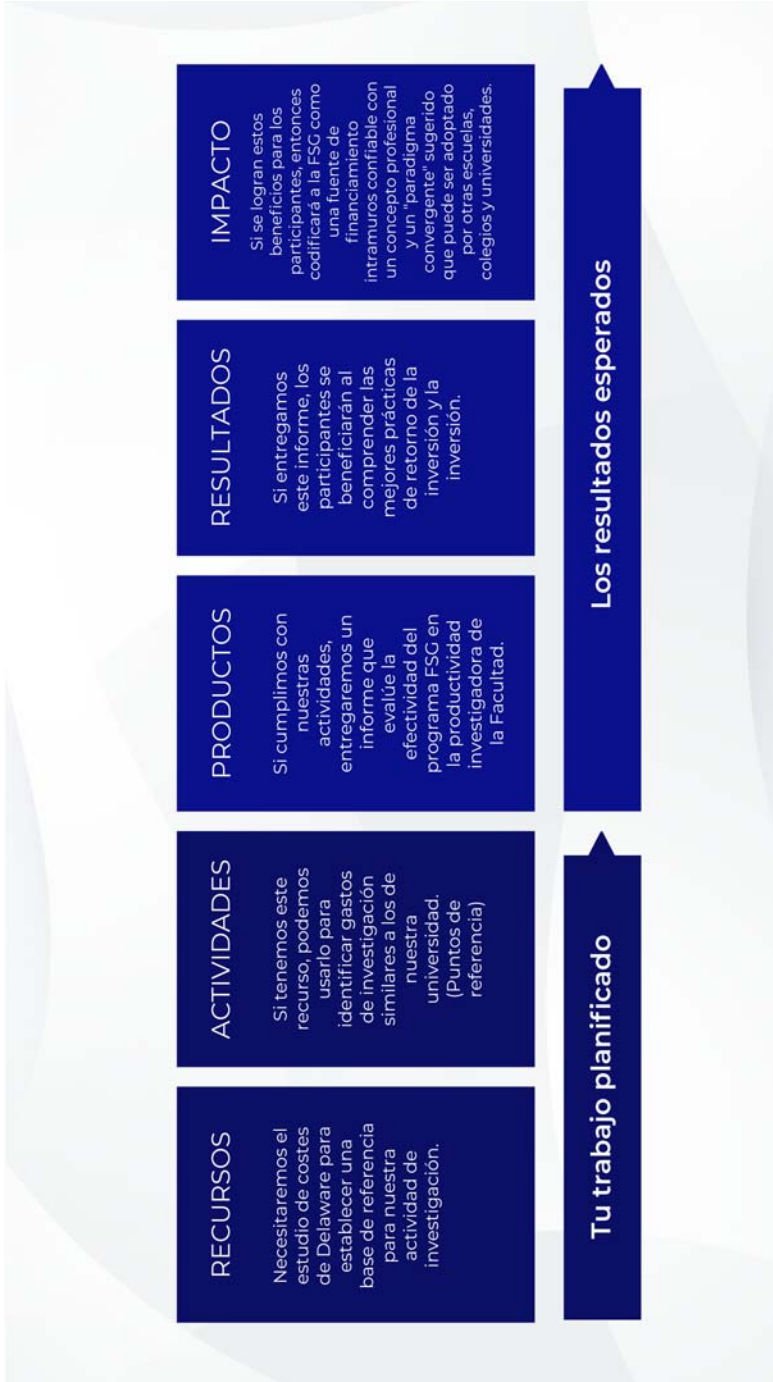 RECURSOS
Necesitaremos el
estudio de costes
de Delaware para
establecer una
base de referencia
para nuestra
actividad de
investigación.
ACTIVIDADES
Si tenemos este
recurso, podemos
usarlo para
identificar gastos
de investigación
similares a los de
nuestra
universidad.
(Puntos de
referencia)
PRODUCTOS
Si cumplimos con
nuestras
actividades,
entregaremos un
informe que
evalúe la
efectividad del
programa FSG en
la productividad
investigadora de
la Facultad.
RESULTADOS
Si entregamos
este informe, los
participantes se
beneficiarán al
comprender las
mejores prácticas
de retorno de la
inversión y la
inversión.
IMPACTO
Si se logran estos
beneficios para los
participantes, entonces
codificará a la FSG como
una fuente de
financiamiento
intramuros confiable con
un concepto profesional
y un "paradigma
convergente" sugerido
que puede ser adoptado
por otras escuelas,
colegios y universidades.
Tu trabajo planificado
Los resultados esperados